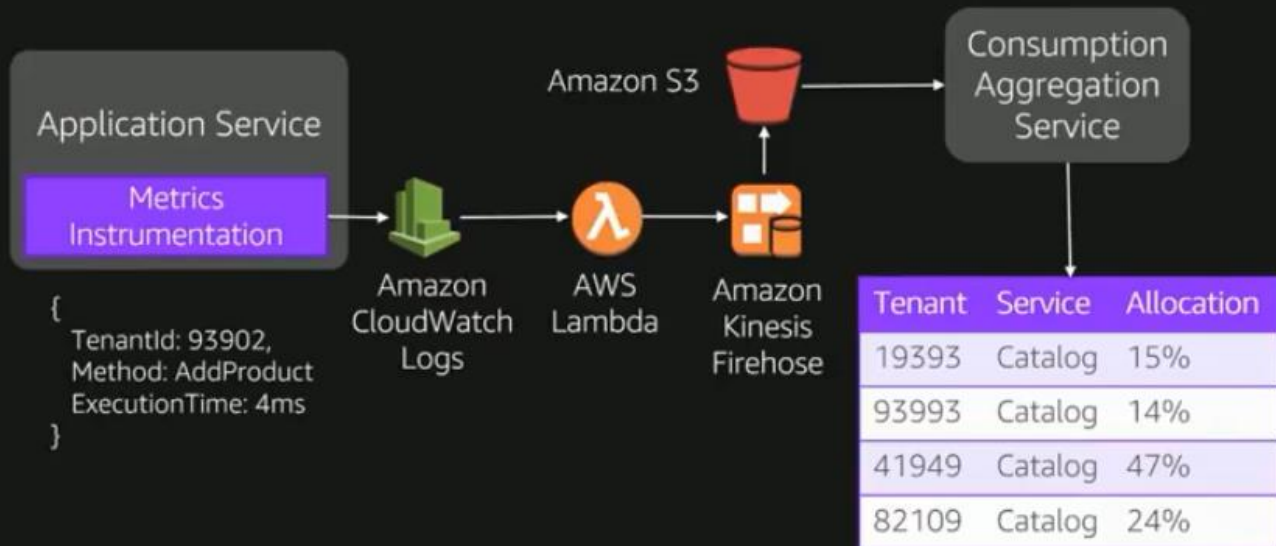 Application Service
Metrics
Instrumentation
{
TenantId: 93902,
Method: AddProduct
ExecutionTime: 4ms
}
Amazon
CloudWatch
Logs
AWS
Lambda
Amazon
Kinesis
Firehose
Amazon S3
Consumption
Aggregation
Service
Tenant Service Allocation
19393 Catalog 15%
93993 Catalog 14%
41949 Catalog 47%
82109 Catalog 24%